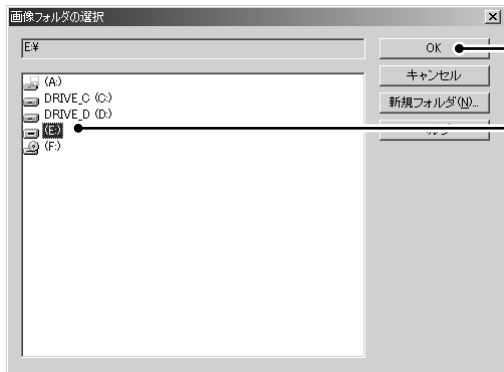 画像フォルダの選択
E:¥
OK
キャンセル
新規フォルダ(N)...
(A:)
DRIVE_C (C:)
DRIVE_D (D:)
(E:)
(F:)